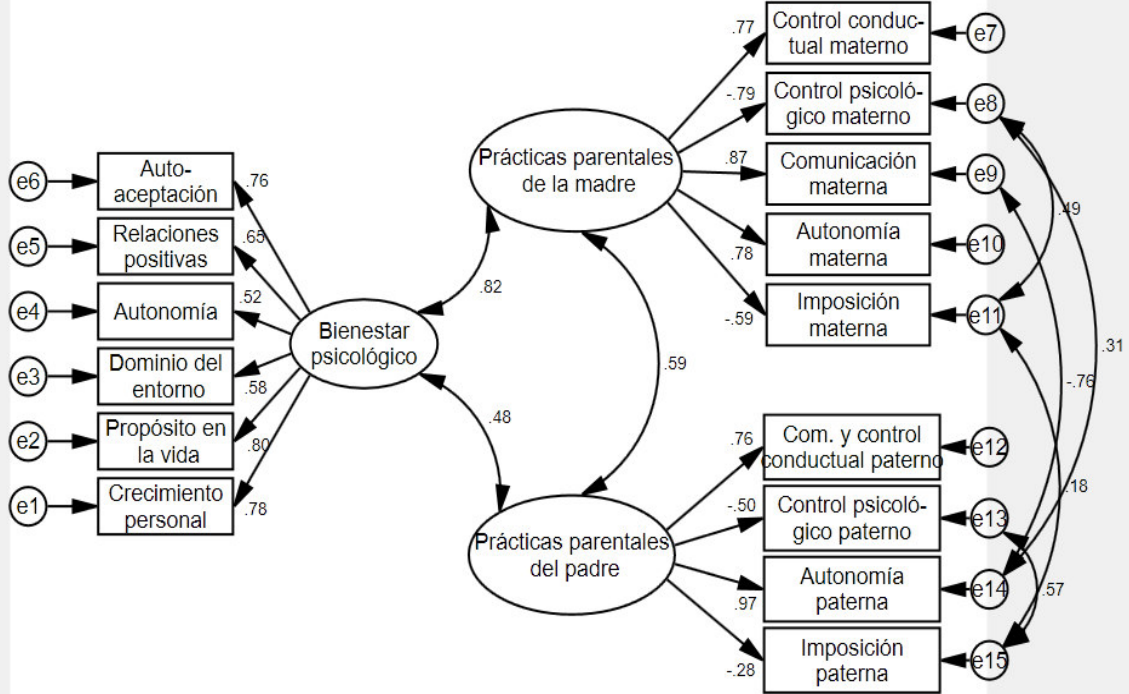 e6
Auto-
aceptación
.76
e5
Relaciones
positivas
.65
e4
Autonomía
.52
e3
Dominio del
entorno
.58
e2
Propósito en
la vida
.80
e1
Crecimiento
personal
.78
Bienestar
psicológico
.82
.48
.59
Prácticas parentales
de la madre
.77
Control conduc-
tual materno
e7
-.79
Control psicoló-
gico materno
e8
.87
Comunicación
materna
e9
.78
Autonomía
materna
e10
-.59
Imposición
materna
e11
.49
.31
-.76
.18
.57
Prácticas parentales
del padre
.76
Com. y control
conductual paterno
e12
-.50
Control psicoló-
gico paterno
e13
.97
Autonomía
paterna
e14
-.28
Imposición
paterna
e15